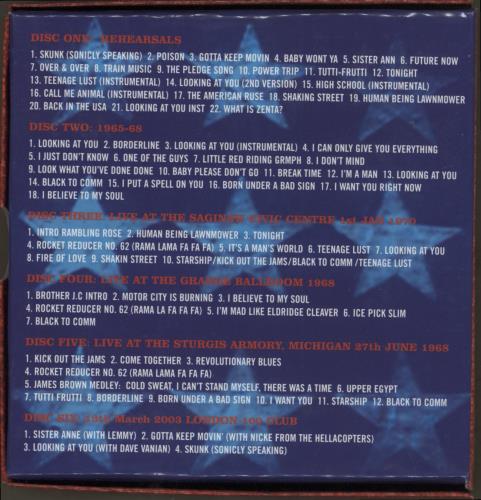 DISC ONE: REHEARSALS
1. SKUNK (SONICLY SPEAKING) 2. POISON 3. GOTTA KEEP MOVIN 4. BABY WONT YA 5. SISTER ANN 6. FUTURE NOW
7. OVER & OVER 8. TRAIN MUSIC 9. THE PLEDGE SONG 10. POWER TRIP 11. TUTTI-FRUTTI 12. TONIGHT
13. TEENAGE LUST (INSTRUMENTAL) 14. LOOKING AT YOU (2ND VERSION) 15. HIGH SCHOOL (INSTRUMENTAL)
16. CALL ME ANIMAL (INSTRUMENTAL) 17. THE AMERICAN RUSE 18. SHAKING STREET 19. HUMAN BEING LAWNMOWER
20. BACK IN THE USA 21. LOOKING AT YOU INST 22. WHAT IS ZENTA?
DISC TWO: 1965-68
1. LOOKING AT YOU 2. BORDERLINE 3. LOOKING AT YOU (INSTRUMENTAL) 4. I CAN ONLY GIVE YOU EVERYTHING
5. I JUST DON'T KNOW 6. ONE OF THE GUYS 7. LITTLE RED RIDING GRMPH 8. I DON'T MIND
9. LOOK WHAT YOU'VE DONE DONE 10. BABY PLEASE DON'T GO 11. BREAK TIME 12. I'M A MAN 13. LOOKING AT YOU
14. BLACK TO COMM 15. I PUT A SPELL ON YOU 16. BORN UNDER A BAD SIGN 17. I WANT YOU RIGHT NOW
18. I BELIEVE TO MY SOUL
DISC THREE: LIVE AT THE SAGINAW CIVIC CENTRE 1st JAN 1970
1. INTRO RAMBLING ROSE 2. HUMAN BEING LAWNMOWER 3. TONIGHT
4. ROCKET REDUCER NO. 62 (RAMA LAMA FA FA FA) 5. IT'S A MAN'S WORLD 6. TEENAGE LUST 7. LOOKING AT YOU
8. FIRE OF LOVE 9. SHAKIN STREET 10. STARSHIP/KICK OUT THE JAMS/BLACK TO COMM /TEENAGE LUST
DISC FOUR: LIVE AT THE GRANDE BALLROOM 1968
1. BROTHER J.C INTRO 2. MOTOR CITY IS BURNING 3. I BELIEVE TO MY SOUL
4. ROCKET REDUCER NO. 62 (RAMA LA FA FA FA) 5. I'M MAD LIKE ELDRIDGE CLEAVER 6. ICE PICK SLIM
7. BLACK TO COMM
DISC FIVE: LIVE AT THE STURGIS ARMORY, MICHIGAN 27th JUNE 1968
1. KICK OUT THE JAMS 2. COME TOGETHER 3. REVOLUTIONARY BLUES
4. ROCKET REDUCER NO. 62 (RAMA LAMA FA FA FA)
5. JAMES BROWN MEDLEY: COLD SWEAT, I CAN'T STAND MYSELF, THERE WAS A TIME 6. UPPER EGYPT
7. TUTTI FRUTTI 8. BORDERLINE 9. BORN UNDER A BAD SIGN 10. I WANT YOU 11. STARSHIP 12. BLACK TO COMM
DISC SIX: 13th March 2003 LONDON 100 CLUB
1. SISTER ANNE (WITH LEMMY) 2. GOTTA KEEP MOVIN' (WITH NICKE FROM THE HELLACOPTERS)
3. LOOKING AT YOU (WITH DAVE VANIAN) 4. SKUNK (SONICLY SPEAKING)